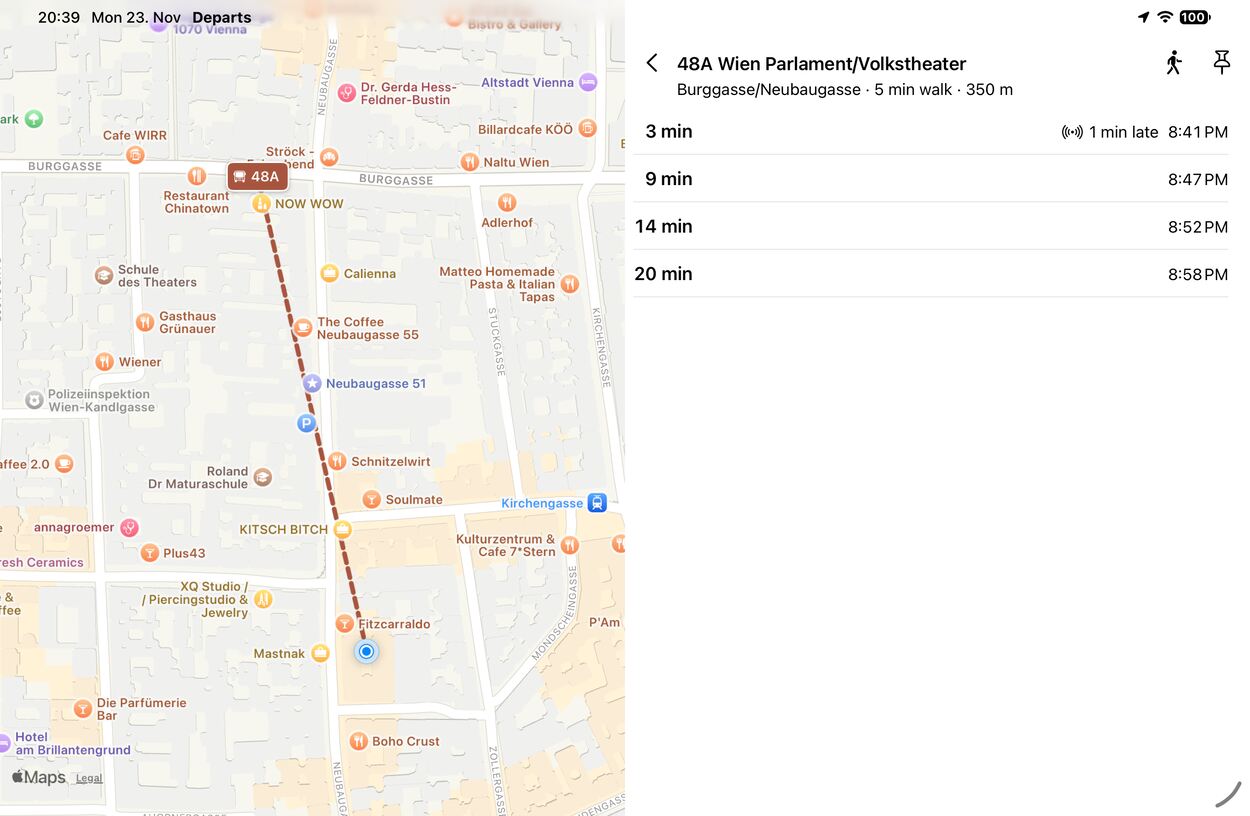 20:39 Mon 23. Nov Departs
100
1070 Vienna
Bistro & Gallery
NEUBAUGASSE
Dr. Gerda Hess-
Feldner-Bustin
Altstadt Vienna
ark
Cafe WIRR
Billardcafe KÖÖ
Ströck -
Naltu Wien
BURGGASSE
48A
BURGGASSE
Restaurant
Chinatown
NOW WOW
Adlerhof
Schule
des Theaters
Calienna
Matteo Homemade
Pasta & Italian
Tapas
Gasthaus
Grünauer
The Coffee
Neubaugasse 55
STUCKGASSE
KIRCHENGASSE
Wiener
Neubaugasse 51
Polizeiinspektion
Wien-Kandlgasse
P
affee 2.0
Roland
Dr Maturaschule
Schnitzelwirt
Soulmate
Kirchengasse
annagroemer
KITSCH BITCH
Kulturzentrum &
Cafe 7*Stern
Plus43
resh Ceramics
XQ Studio /
/ Piercingstudio &
Jewelry
e &
ffee
MONDSCHEINGASSE
Fitzcarraldo
P'Am
Mastnak
Die Parfümerie
Bar
Hotel
am Brillantengrund
Boho Crust
NEUBAUG
ZOLLERGASSE
Maps Legal
NDENGASSE
48A Wien Parlament/Volkstheater
Burggasse/Neubaugasse · 5 min walk · 350 m
3 min 1 min late 8:41 PM
9 min 8:47 PM
14 min 8:52 PM
20 min 8:58 PM